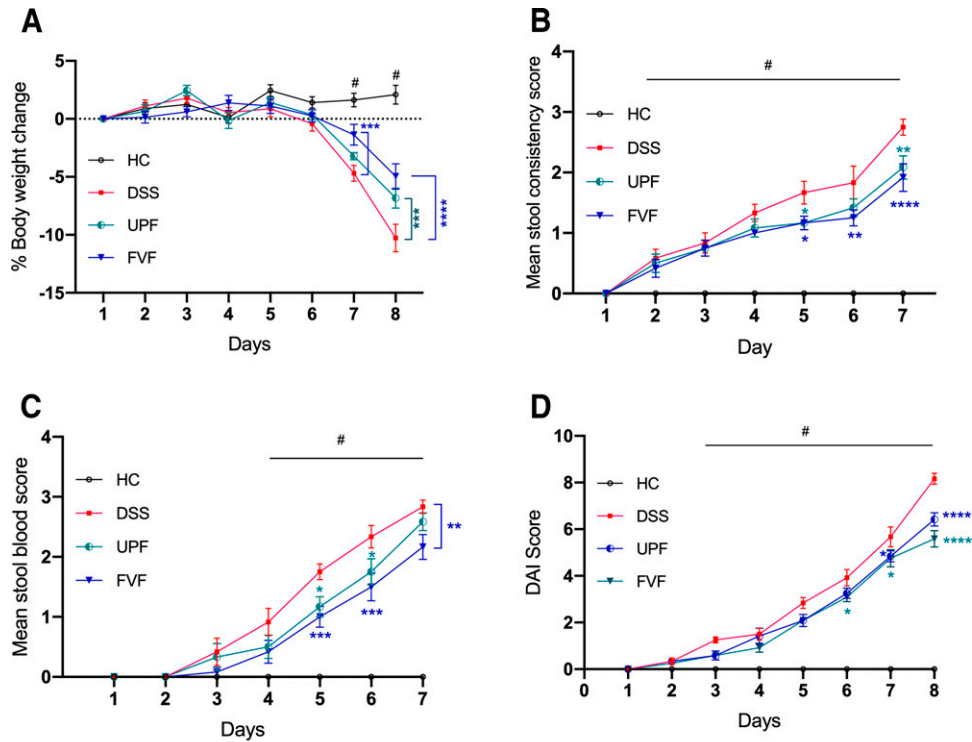 A
% Body weight change
5
0
-5
-10
-15
# #
***
***
****
HC
DSS
UPF
FVF
1 2 3 4 5 6 7 8
Days
B
Mean stool consistency score
4
3
2
1
0
#
HC
DSS
UPF
FVF
**
*
*
**
****
1 2 3 4 5 6 7
Day
C
Mean stool blood score
4
3
2
1
0
#
HC
DSS
UPF
FVF
**
*
*
***
***
1 2 3 4 5 6 7
Days
D
DAI Score
10
8
6
4
2
0
#
HC
DSS
UPF
FVF
****
****
*
*
*
0 1 2 3 4 5 6 7 8
Days